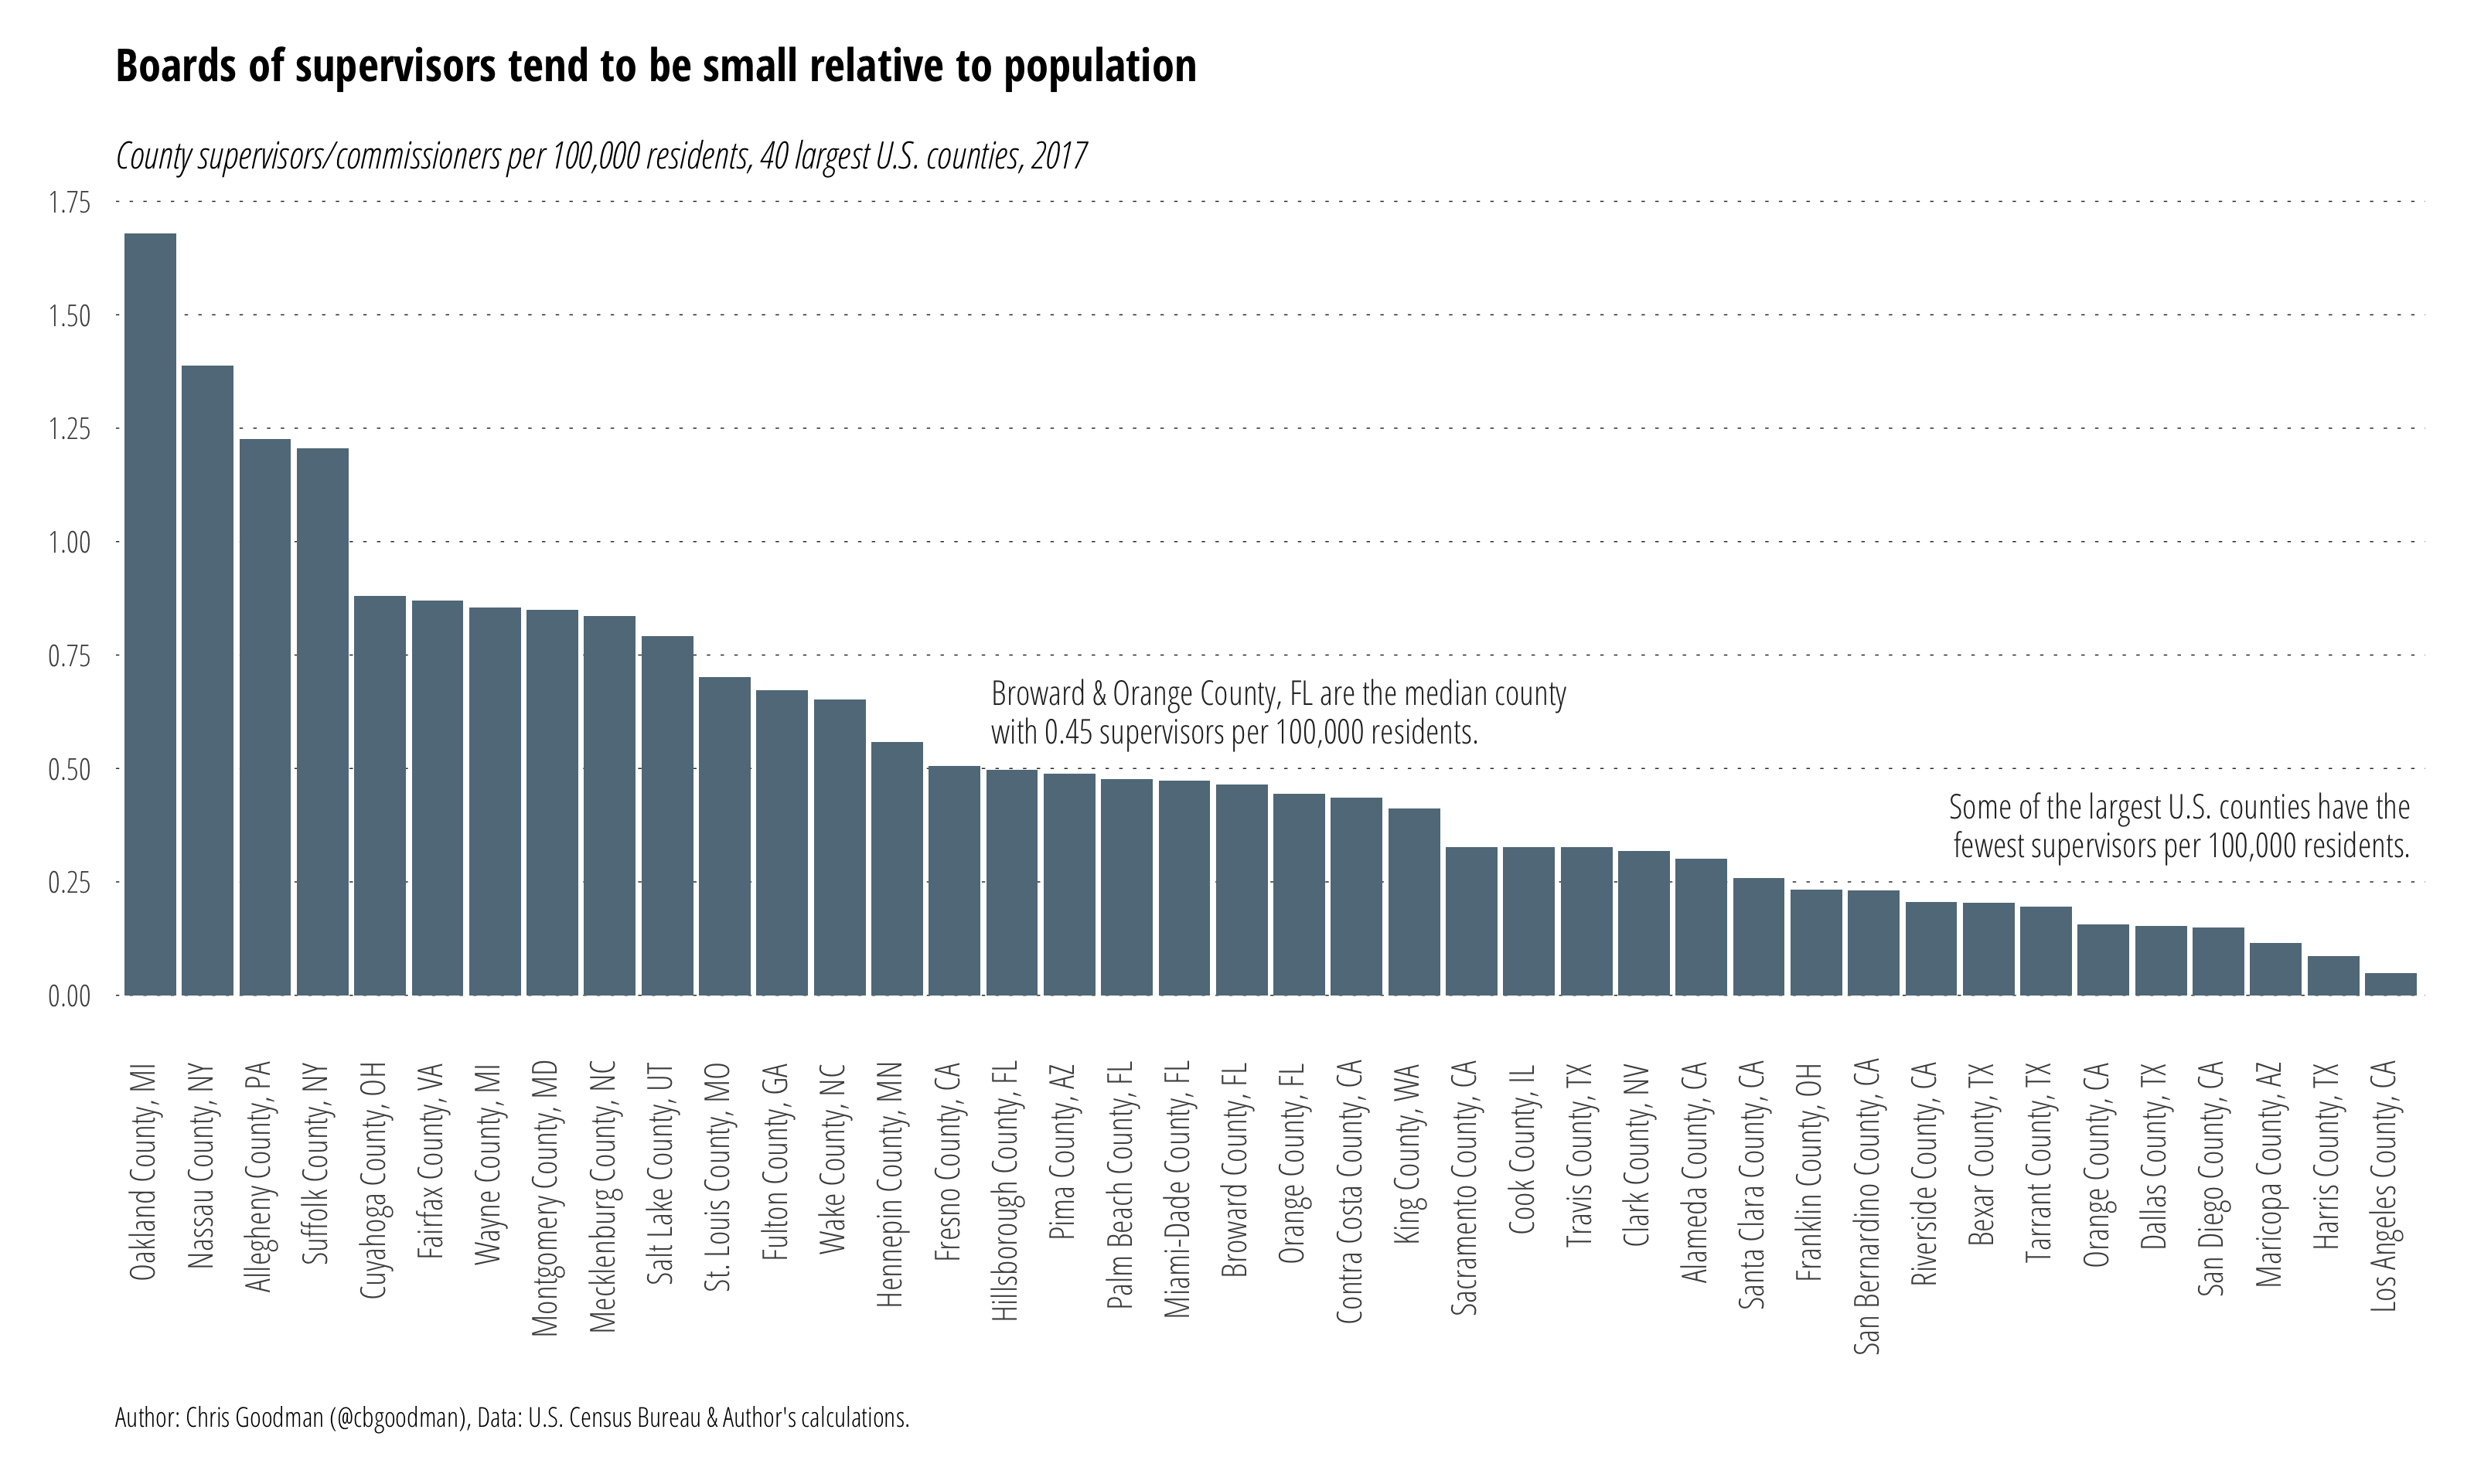 Boards of supervisors tend to be small relative to population
County supervisors/commissioners per 100,000 residents, 40 largest U.S. counties, 2017
1.75
1.50
1.25
1.00
0.75
0.50
0.25
0.00
Broward & Orange County, FL are the median county
with 0.45 supervisors per 100,000 residents.
Some of the largest U.S. counties have the
fewest supervisors per 100,000 residents.
Oakland County, MI
Nassau County, NY
Allegheny County, PA
Suffolk County, NY
Cuyahoga County, OH
Fairfax County, VA
Wayne County, MI
Montgomery County, MD
Mecklenburg County, NC
Salt Lake County, UT
St. Louis County, MO
Fulton County, GA
Wake County, NC
Hennepin County, MN
Fresno County, CA
Hillsborough County, FL
Pima County, AZ
Palm Beach County, FL
Miami-Dade County, FL
Broward County, FL
Orange County, FL
Contra Costa County, CA
King County, WA
Sacramento County, CA
Cook County, IL
Travis County, TX
Clark County, NV
Alameda County, CA
Santa Clara County, CA
Franklin County, OH
San Bernardino County, CA
Riverside County, CA
Bexar County, TX
Tarrant County, TX
Orange County, CA
Dallas County, TX
San Diego County, CA
Maricopa County, AZ
Harris County, TX
Los Angeles County, CA
Author: Chris Goodman (@cbgoodman), Data: U.S. Census Bureau & Author's calculations.